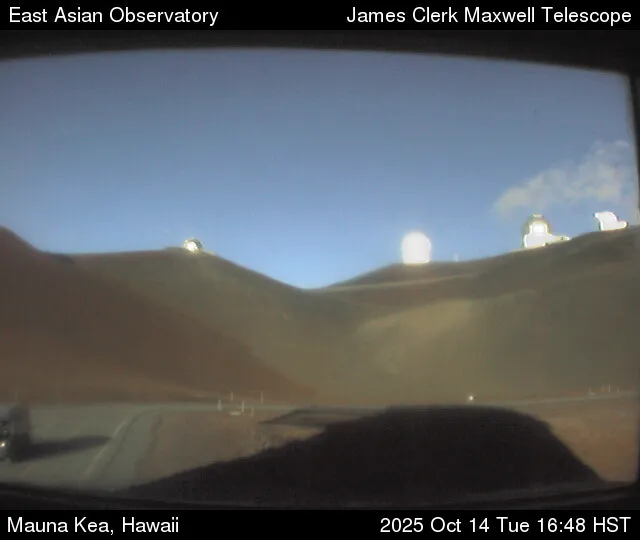 East Asian Observatory
James Clerk Maxwell Telescope
Mauna Kea, Hawaii
2025 Oct 14 Tue 16:48 HST